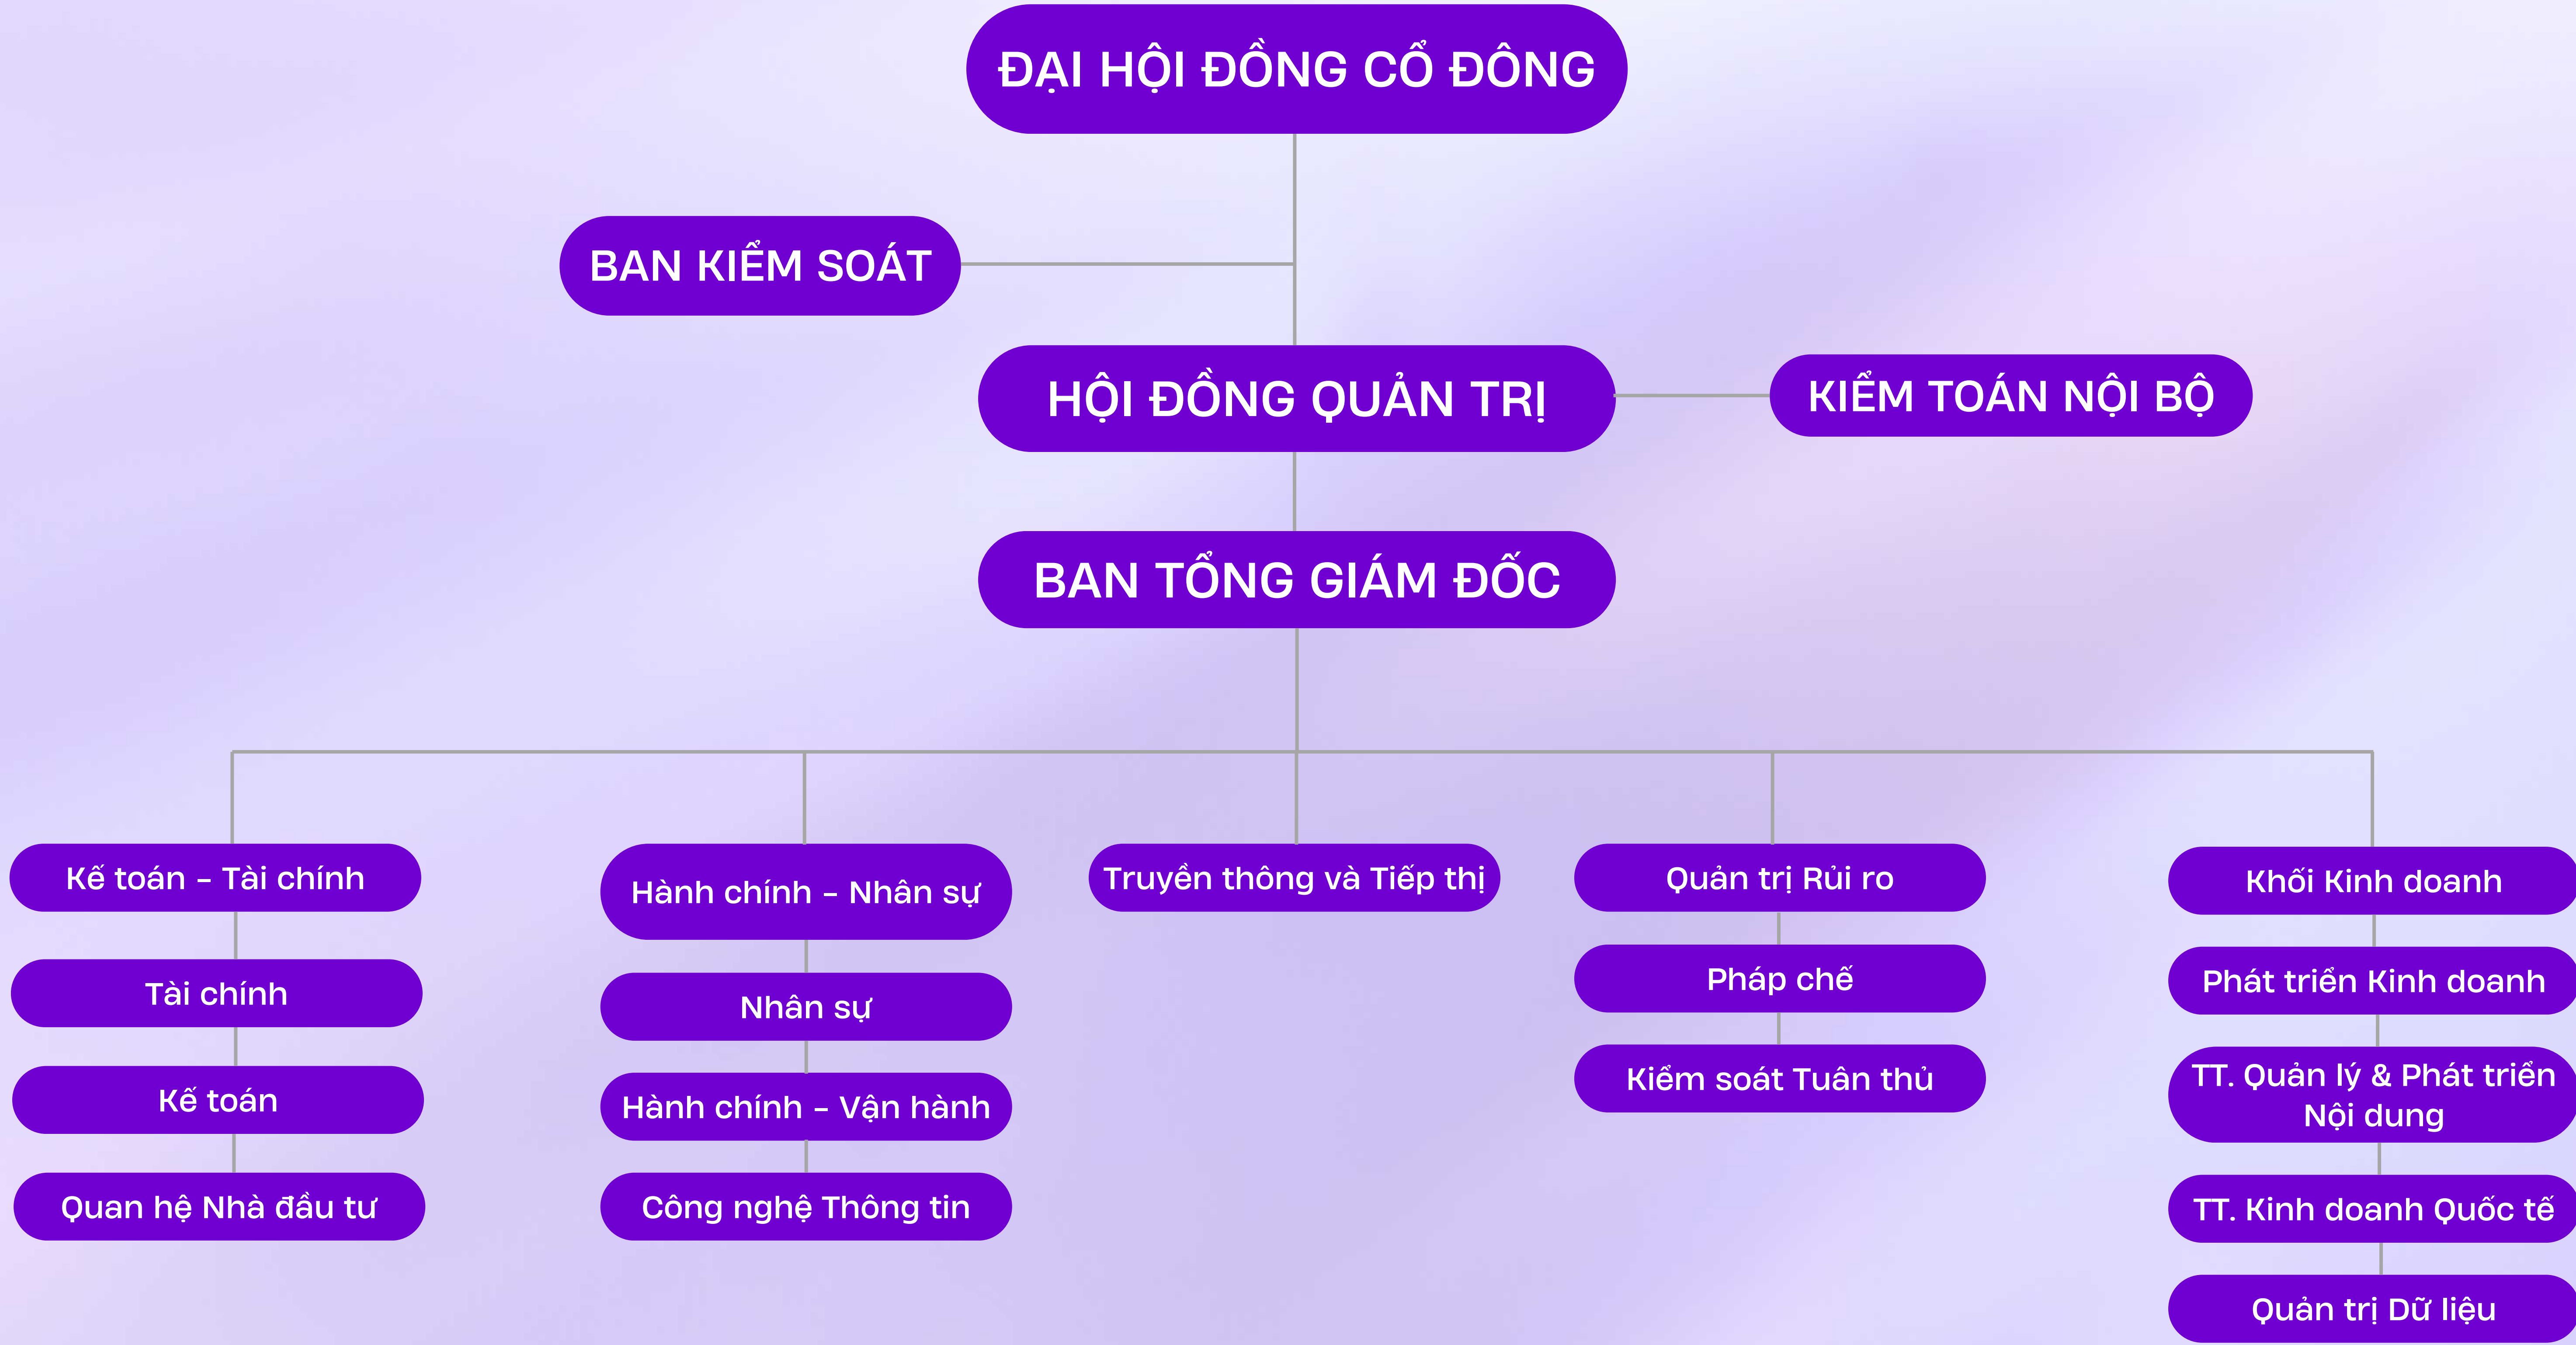 ĐẠI HỘI ĐỒNG CỔ ĐÔNG
BAN KIỂM SOÁT
HỘI ĐỒNG QUẢN TRỊ
KIỂM TOÁN NỘI BỘ
BAN TỔNG GIÁM ĐỐC
Kế toán – Tài chính
Tài chính
Kế toán
Quan hệ Nhà đầu tư
Hành chính – Nhân sự
Nhân sự
Hành chính – Vận hành
Công nghệ Thông tin
Truyền thông và Tiếp thị
Quản trị Rủi ro
Pháp chế
Kiểm soát Tuân thủ
Khối Kinh doanh
Phát triển Kinh doanh
TT. Quản lý & Phát triển
Nội dung
TT. Kinh doanh Quốc tế
Quản trị Dữ liệu